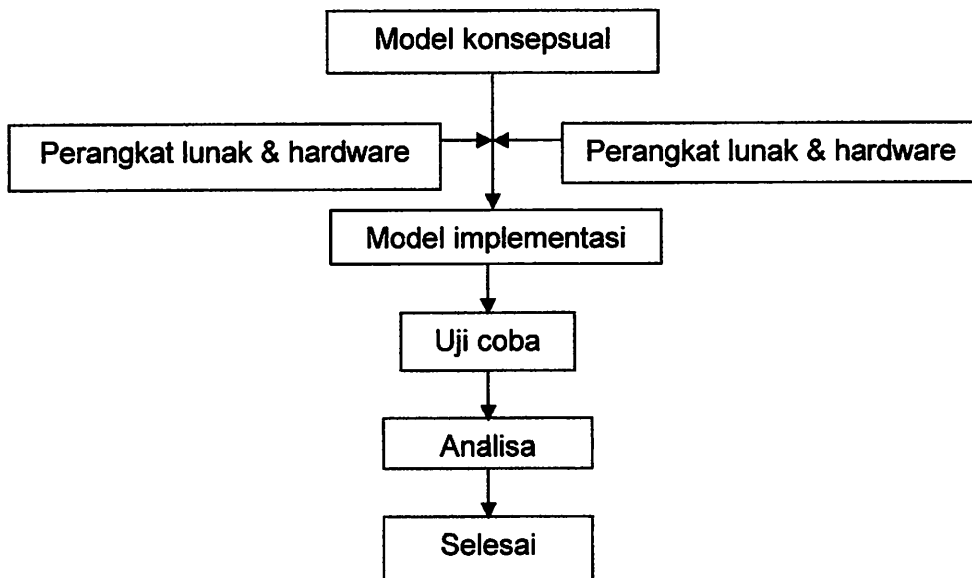 Model konsepsual
Perangkat lunak & hardware
Perangkat lunak & hardware
Model implementasi
Uji coba
Analisa
Selesai